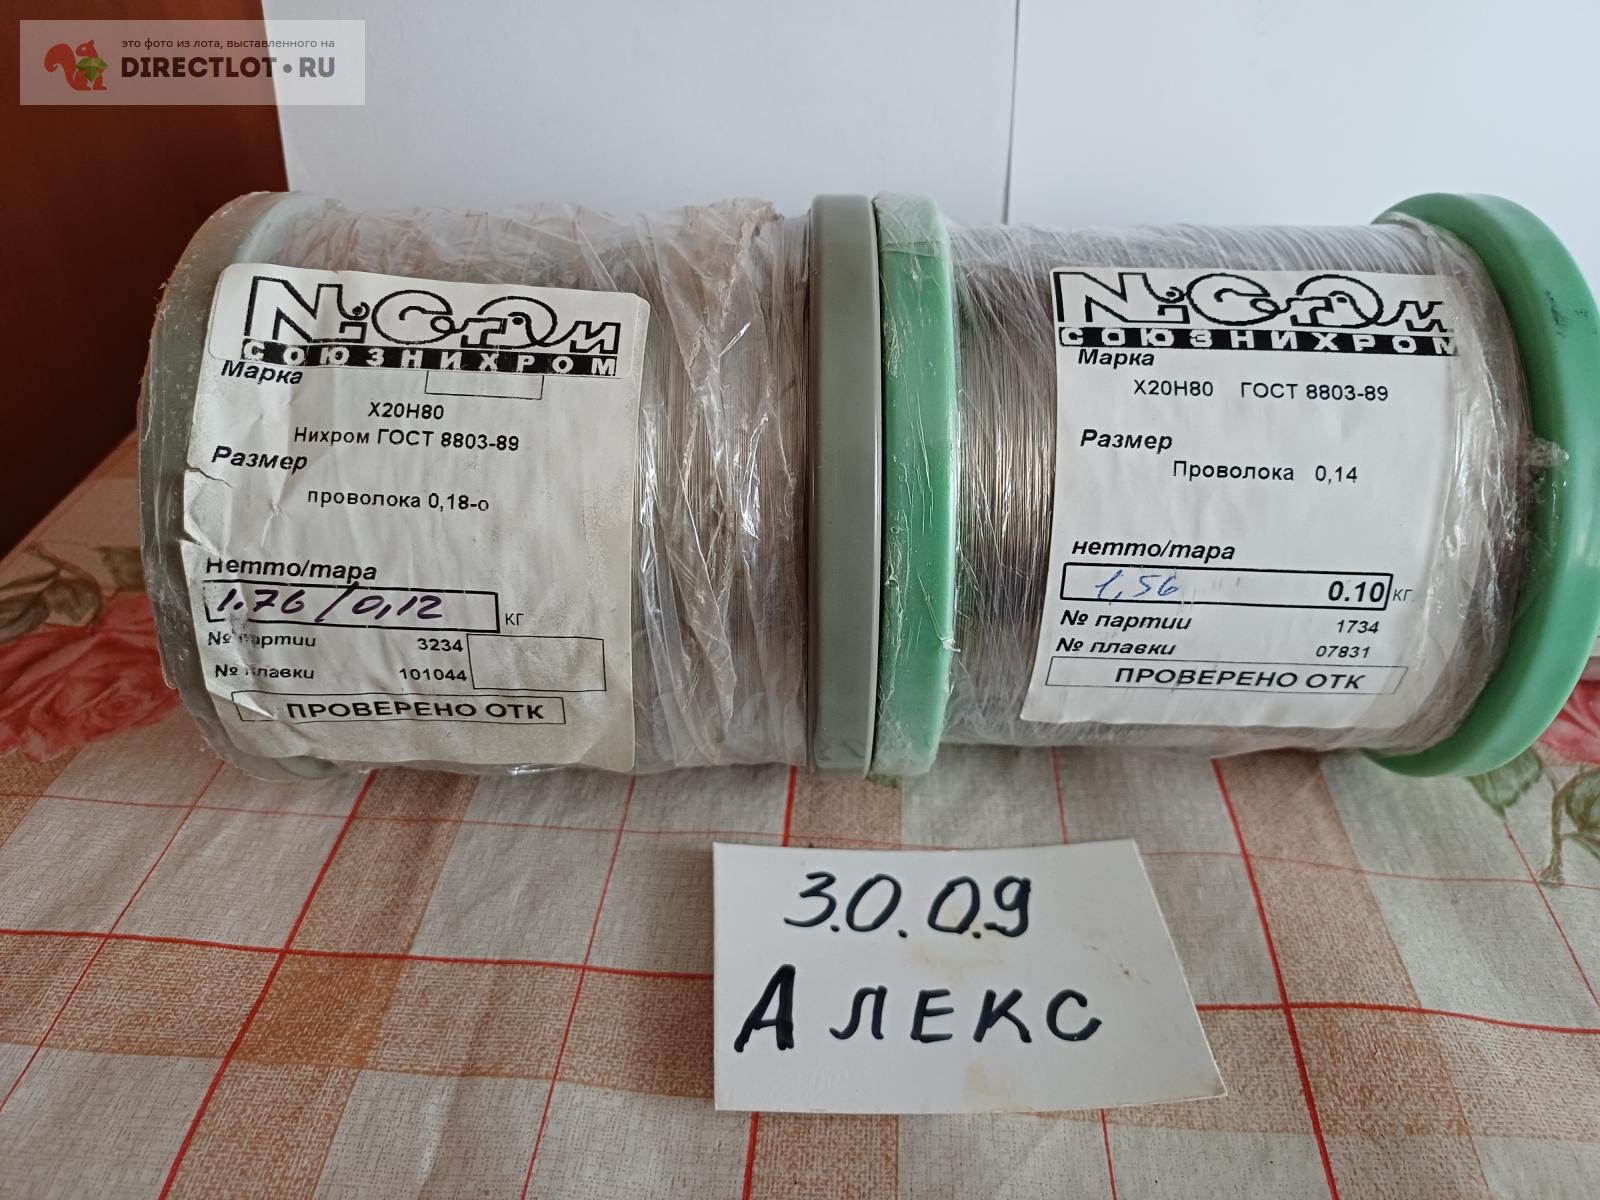 это фото из лота, выставленного на
DIRECTLOT.RU
NiCrOm
СОЮЗНИХРОМ
Марка
Х20Н80
Нихром ГОСТ 8803-89
Размер
проволока 0,18-о
Нетто/тара
1.76/0,12 кг
№ партии 3234
№ плавки 101044
ПРОВЕРЕНО ОТК
NiCrOm
СОЮЗНИХРОМ
Марка
Х20Н80 ГОСТ 8803-89
Размер
Проволока 0,14
нетто/тара
1,56 0.10 кг
№ партии 1734
№ плавки 07831
ПРОВЕРЕНО ОТК
30.09
АЛЕКС